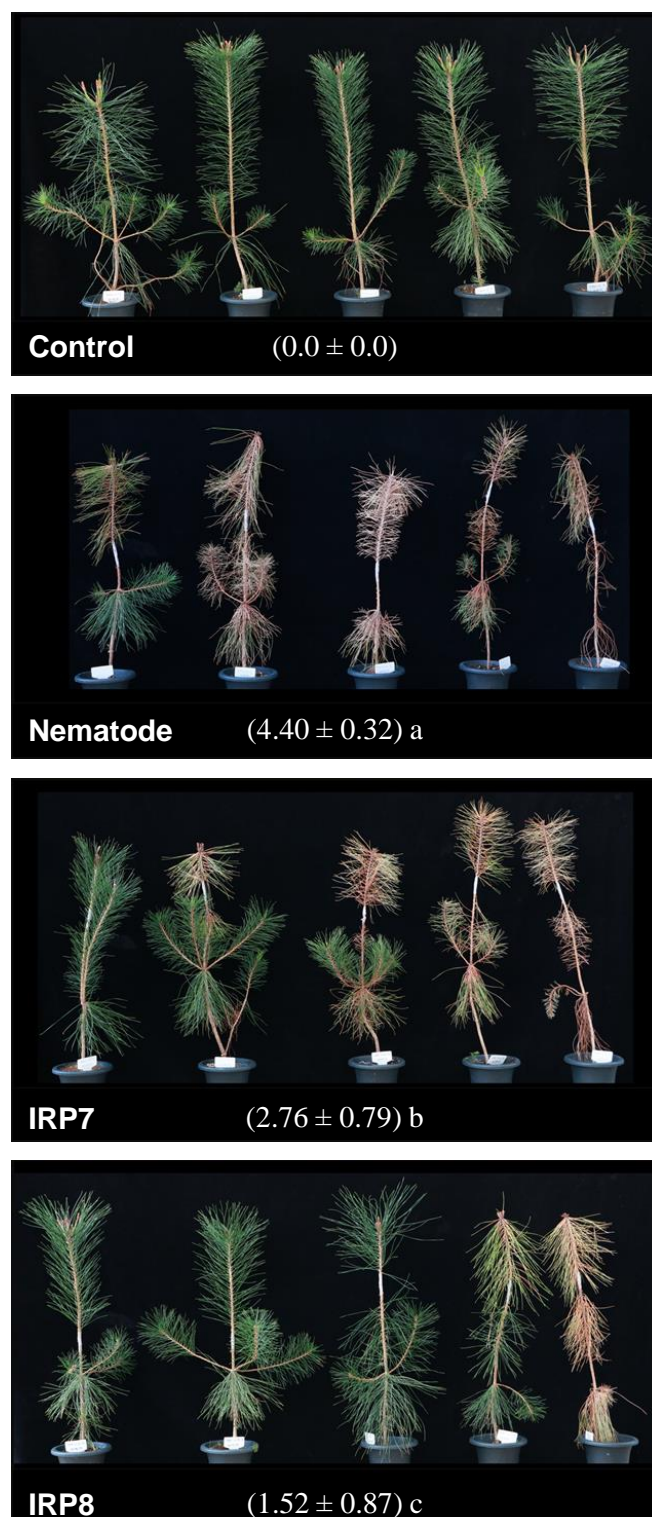 Control (0.0 ± 0.0)
Nematode (4.40 ± 0.32) a
IRP7 (2.76 ± 0.79) b
IRP8 (1.52 ± 0.87) c